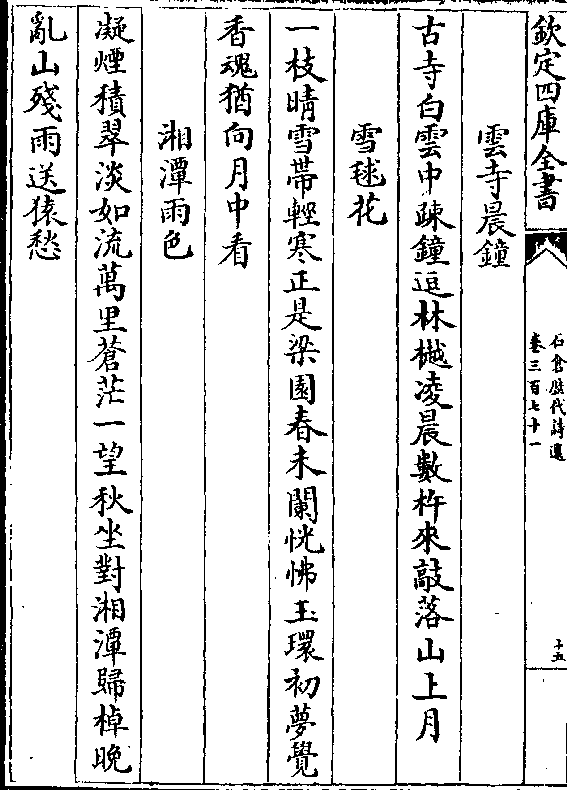 欽定四庫全書
石倉歷代詩選
卷三百七十一
十五
雲寺晨鐘
古寺白雲中疎鐘逗林樾凌晨數杵來敲落山上月
雪毬花
一枝晴雪帶輕寒正是梁園春未闌恍怫玉環初夢覺
香魂猶向月中看
湘潭雨色
凝煙積翠淡如流萬里蒼茫一望秋坐對湘潭歸棹晚
亂山殘雨送猿愁